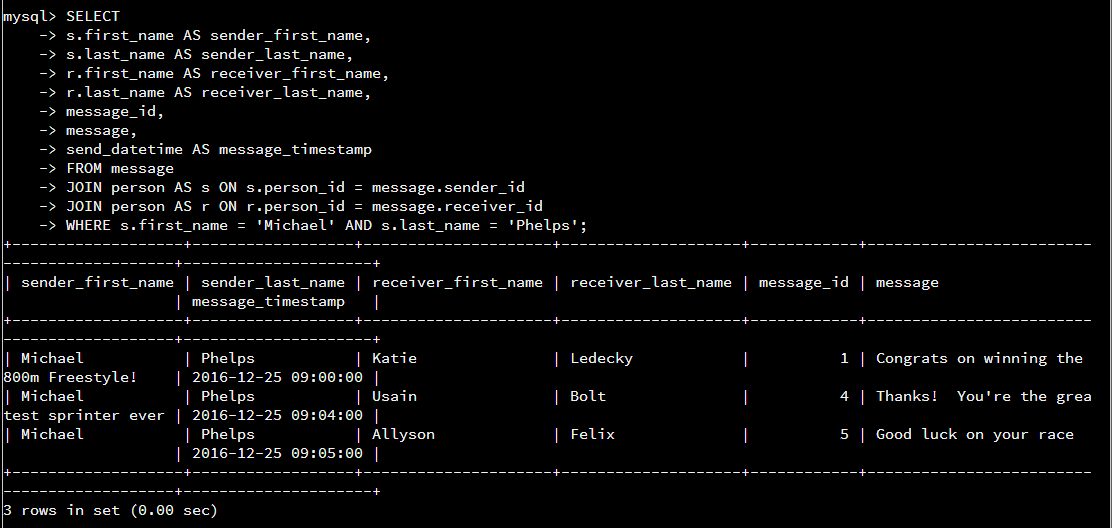 mysql> SELECT
    -> s.first_name AS sender_first_name,
    -> s.last_name AS sender_last_name,
    -> r.first_name AS receiver_first_name,
    -> r.last_name AS receiver_last_name,
    -> message_id,
    -> message,
    -> send_datetime AS message_timestamp
    -> FROM message
    -> JOIN person AS s ON s.person_id = message.sender_id
    -> JOIN person AS r ON r.person_id = message.receiver_id
    -> WHERE s.first_name = 'Michael' AND s.last_name = 'Phelps';
+-------------------+------------------+---------------------+--------------------+------------+-------------------------
-------------------+---------------------+
| sender_first_name | sender_last_name | receiver_first_name | receiver_last_name | message_id | message
                   | message_timestamp   |
+-------------------+------------------+---------------------+--------------------+------------+-------------------------
-------------------+---------------------+
| Michael           | Phelps           | Katie               | Ledecky            |          1 | Congrats on winning the
800m Freestyle!    | 2016-12-25 09:00:00 |
| Michael           | Phelps           | Usain               | Bolt               |          4 | Thanks!  You're the grea
test sprinter ever | 2016-12-25 09:04:00 |
| Michael           | Phelps           | Allyson             | Felix              |          5 | Good luck on your race
                   | 2016-12-25 09:05:00 |
+-------------------+------------------+---------------------+--------------------+------------+-------------------------
-------------------+---------------------+
3 rows in set (0.00 sec)